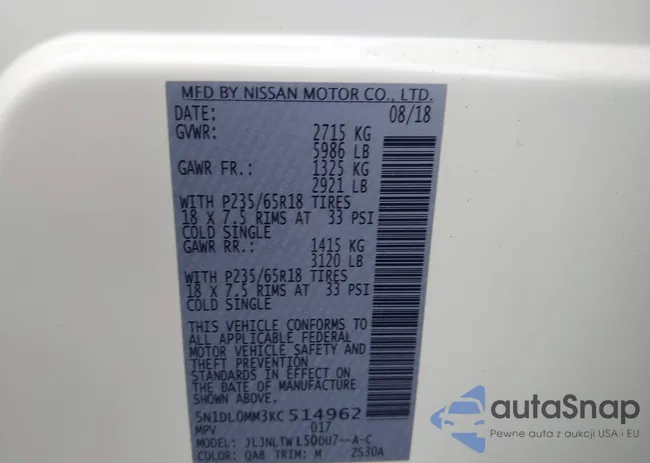 MFD BY NISSAN MOTOR CO., LTD.
DATE: 08/18
GVWR: 2715 KG
5986 LB
GAWR FR.: 1325 KG
2921 LB
WITH P235/65R18 TIRES
18 X 7.5 RIMS AT 33 PSI
COLD SINGLE
GAWR RR.: 1415 KG
3120 LB
WITH P235/65R18 TIRES
18 X 7.5 RIMS AT 33 PSI
COLD SINGLE
THIS VEHICLE CONFORMS TO
ALL APPLICABLE FEDERAL
MOTOR VEHICLE SAFETY AND
THEFT PREVENTION
STANDARDS IN EFFECT ON
THE DATE OF MANUFACTURE
SHOWN ABOVE.
5N1DL0MM3KC514962
MPV 017
MODEL:
COLOR: QAB TRIM: M ZS30A
autoSnap
Pewne auta z aukcji USA i EU